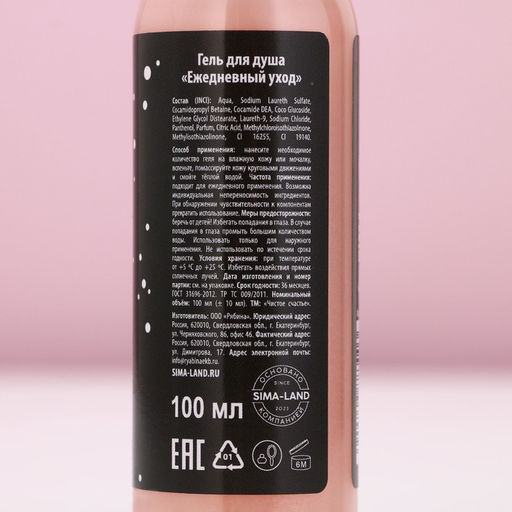 Гель для душа
«Ежедневный уход»
Состав (INCI): Aqua, Sodium Laureth Sulfate,
Cocamidopropyl Betaine, Cocamide DEA, Coco Glucoside,
Ethylene Glycol Distearate, Laureth-9, Sodium Chloride,
Panthenol, Parfum, Citric Acid, Methylchloroisothiazolinone,
Methylisothiazolinone, CI 16255, CI 19140.
Способ применения: нанесите необходимое
количество геля на влажную кожу или мочалку,
вспеньте, помассируйте кожу круговыми движениями
и смойте тёплой водой. Частота применения:
подходит для ежедневного применения. Возможна
индивидуальная непереносимость ингредиентов.
При обнаружении чувствительности к компонентам
прекратить использование. Меры предосторожности:
беречь от детей! Избегать попадания в глаза. В случае
попадания в глаза промыть большим количеством
воды. Использовать только для наружного
применения. Не использовать по истечении срока
годности. Условия хранения: при температуре
от +5 °C до +25 °C. Избегать воздействия прямых
солнечных лучей. Дата изготовления и номер
партии: см. на упаковке. Срок годности: 36 месяцев.
ГОСТ 31696-2012. ТР ТС 009/2011. Номинальный
объём: 100 мл (± 10 мл). ТМ: «Чистое счастье».
Изготовитель: ООО «Рябина». Юридический адрес:
Россия, 620010, Свердловская обл., г. Екатеринбург,
ул. Черняховского, 86, оф. 46. Фактический адрес:
Россия, 620010, Свердловская обл., г. Екатеринбург,
ул. Димитрова, 17. Адрес электронной почты:
info@ryabinaekb.ru
SIMA-LAND.RU
100 мл
ОСНОВАНО
SINCE
SIMA-LAND
2023
КОМПАНИЕЙ
EAC
01
6M